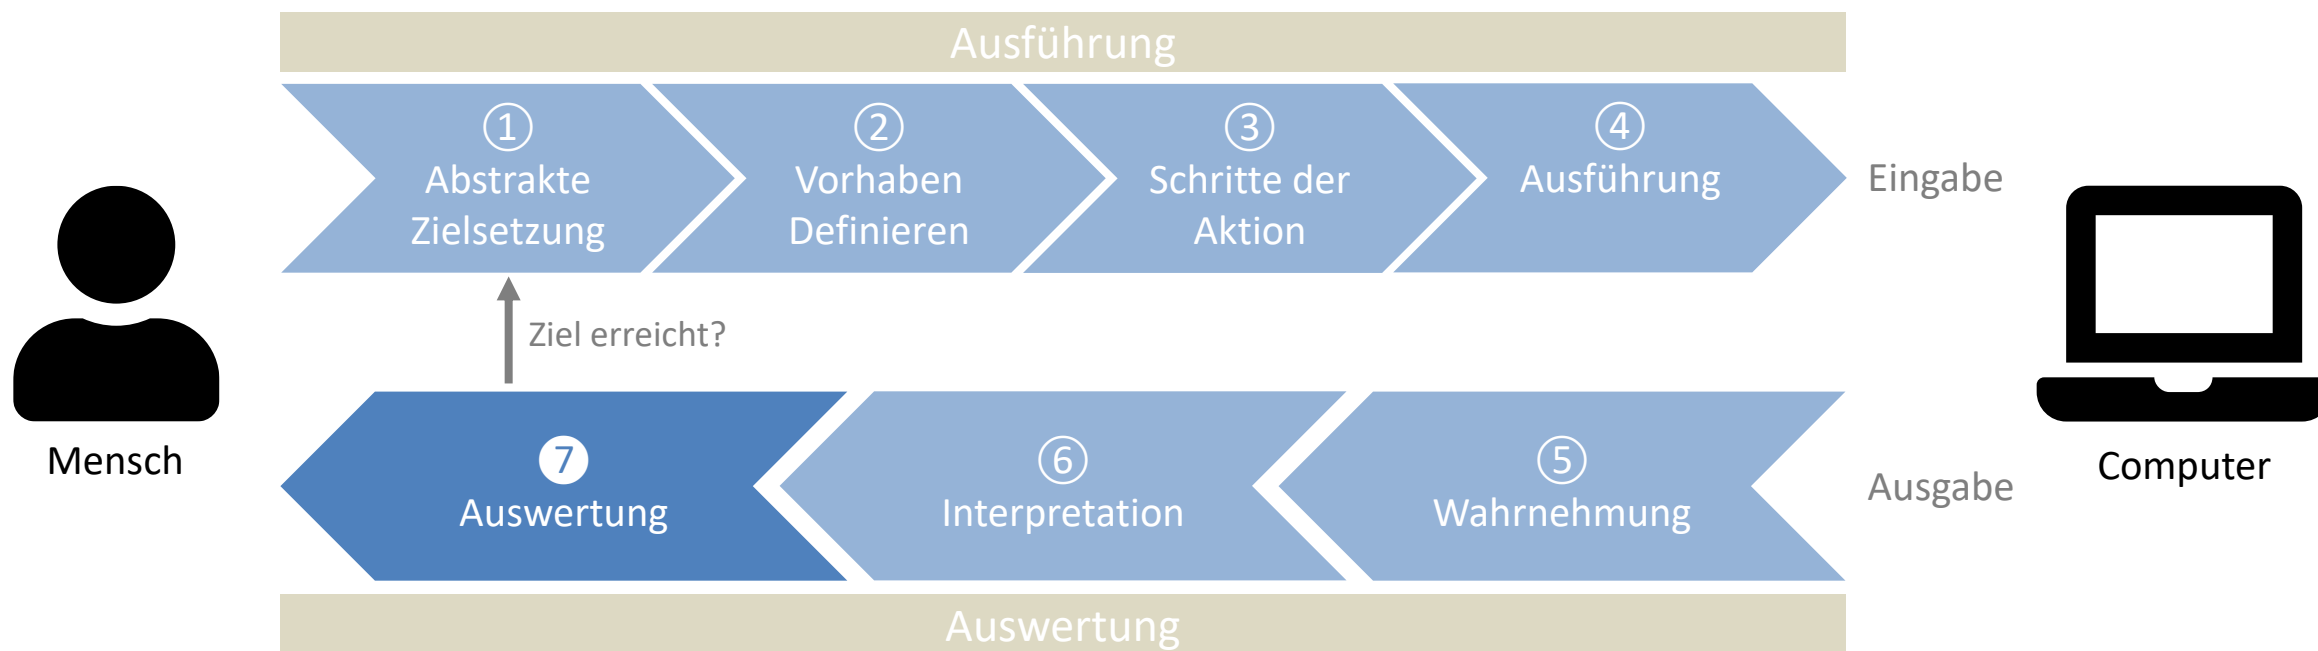 Ausführung
①
Abstrakte
Zielsetzung
②
Vorhaben
Definieren
③
Schritte der
Aktion
④
Ausführung
Eingabe
Ziel erreicht?
Mensch
Computer
❼
Auswertung
⑥
Interpretation
⑤
Wahrnehmung
Ausgabe
Auswertung